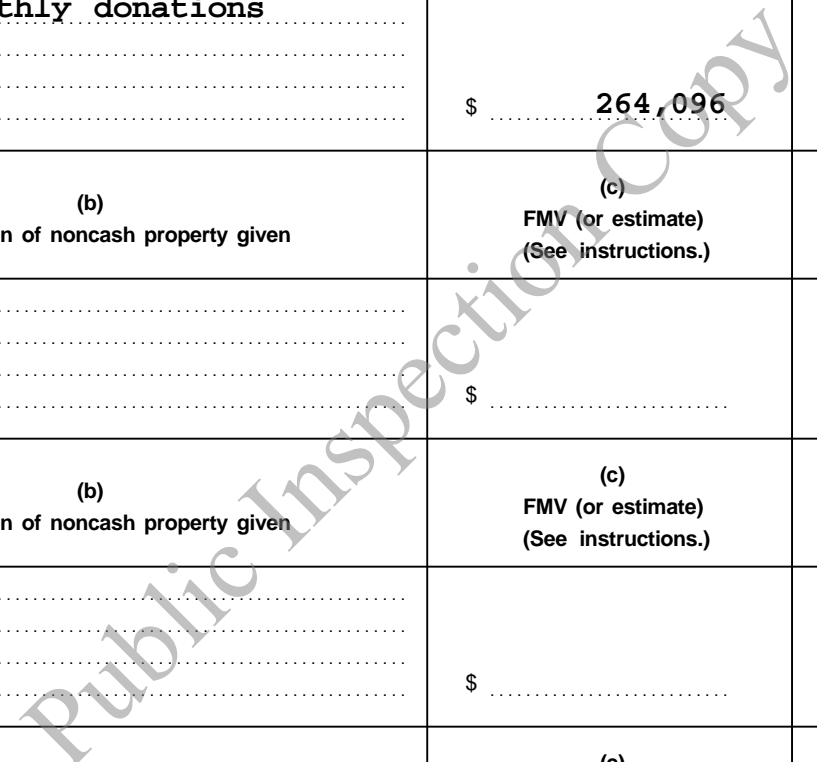 thly donations
$ 264,096
(b)
n of noncash property given
(c)
FMV (or estimate)
(See instructions.)
$
(b)
n of noncash property given
(c)
FMV (or estimate)
(See instructions.)
$
Public Inspection Copy